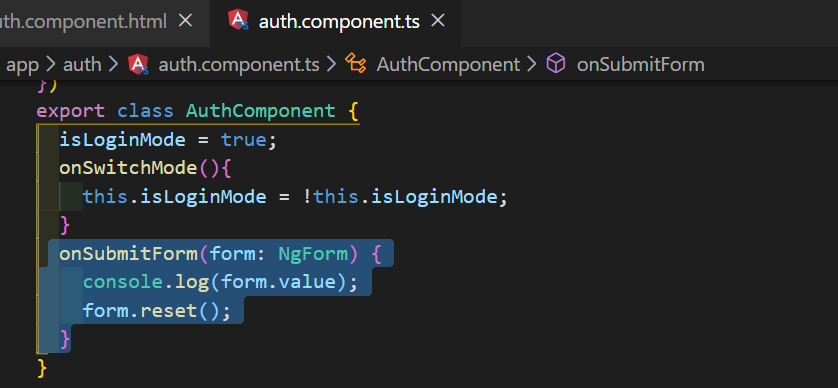 uth.component.html × auth.component.ts ×
app > auth > auth.component.ts > AuthComponent > onSubmitForm
})
export class AuthComponent {
isLoginMode = true;
onSwitchMode(){
this.isLoginMode = !this.isLoginMode;
}
onSubmitForm(form: NgForm) {
console.log(form.value);
form.reset();
}
}